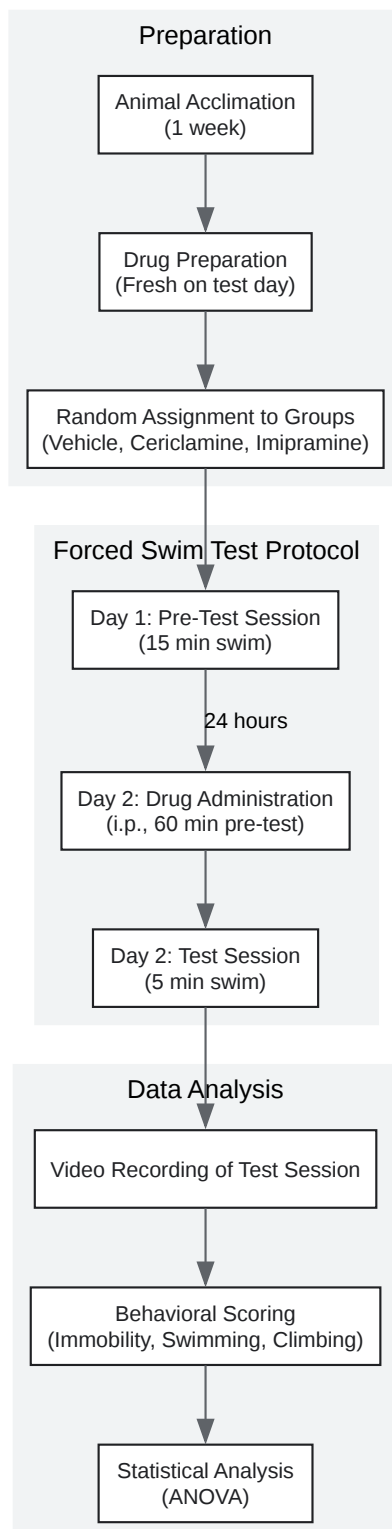 Preparation
Animal Acclimation
(1 week)
Drug Preparation
(Fresh on test day)
Random Assignment to Groups
(Vehicle, Cericlamine, Imipramine)
Forced Swim Test Protocol
Day 1: Pre-Test Session
(15 min swim)
24 hours
Day 2: Drug Administration
(i.p., 60 min pre-test)
Day 2: Test Session
(5 min swim)
Data Analysis
Video Recording of Test Session
Behavioral Scoring
(Immobility, Swimming, Climbing)
Statistical Analysis
(ANOVA)